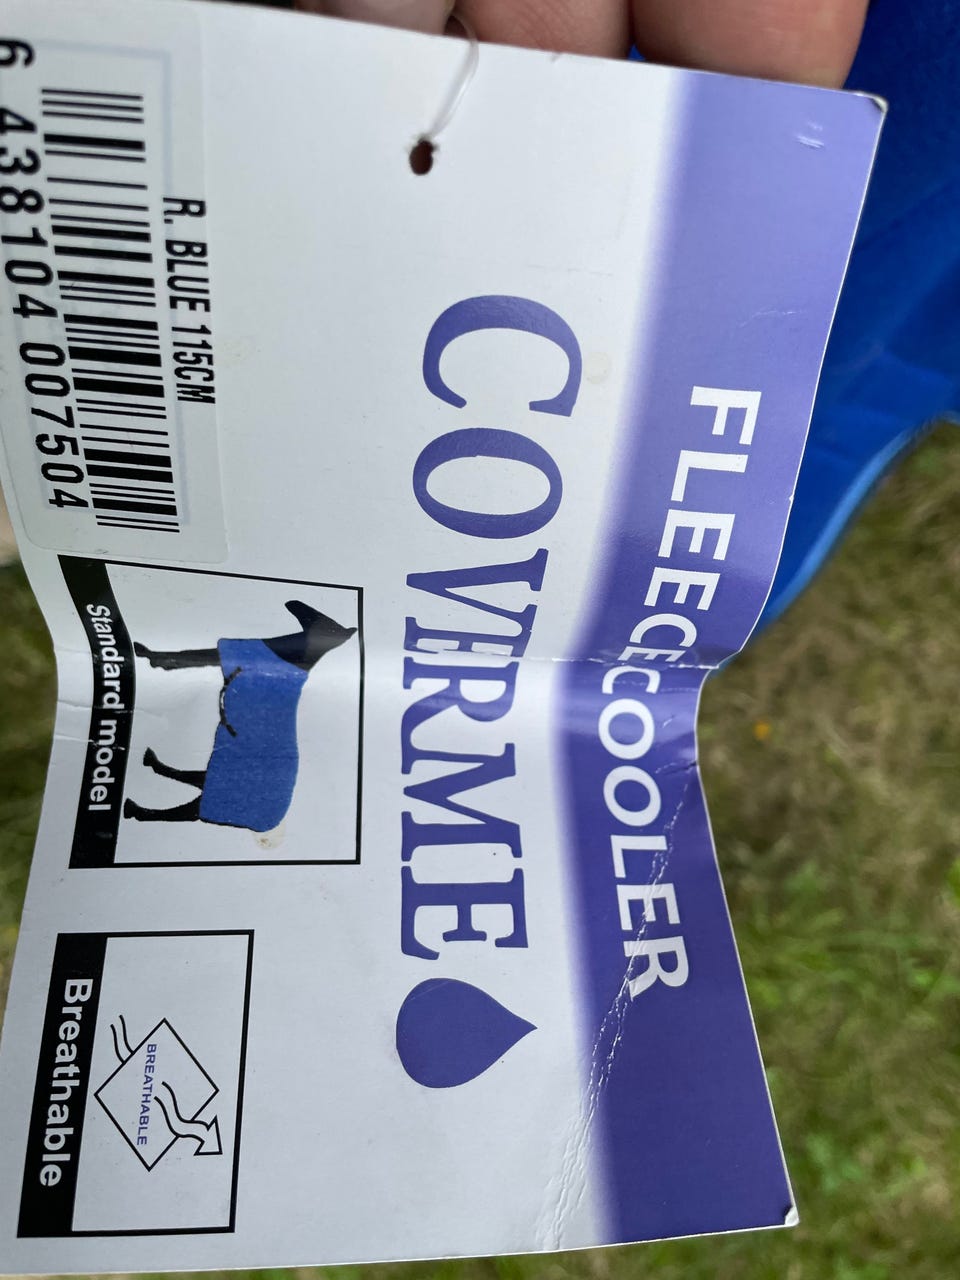 FLEECECOOLER
COVERME
R. BLUE 115CM
6 438104 007504
Standard model
BREATHABLE
Breathable